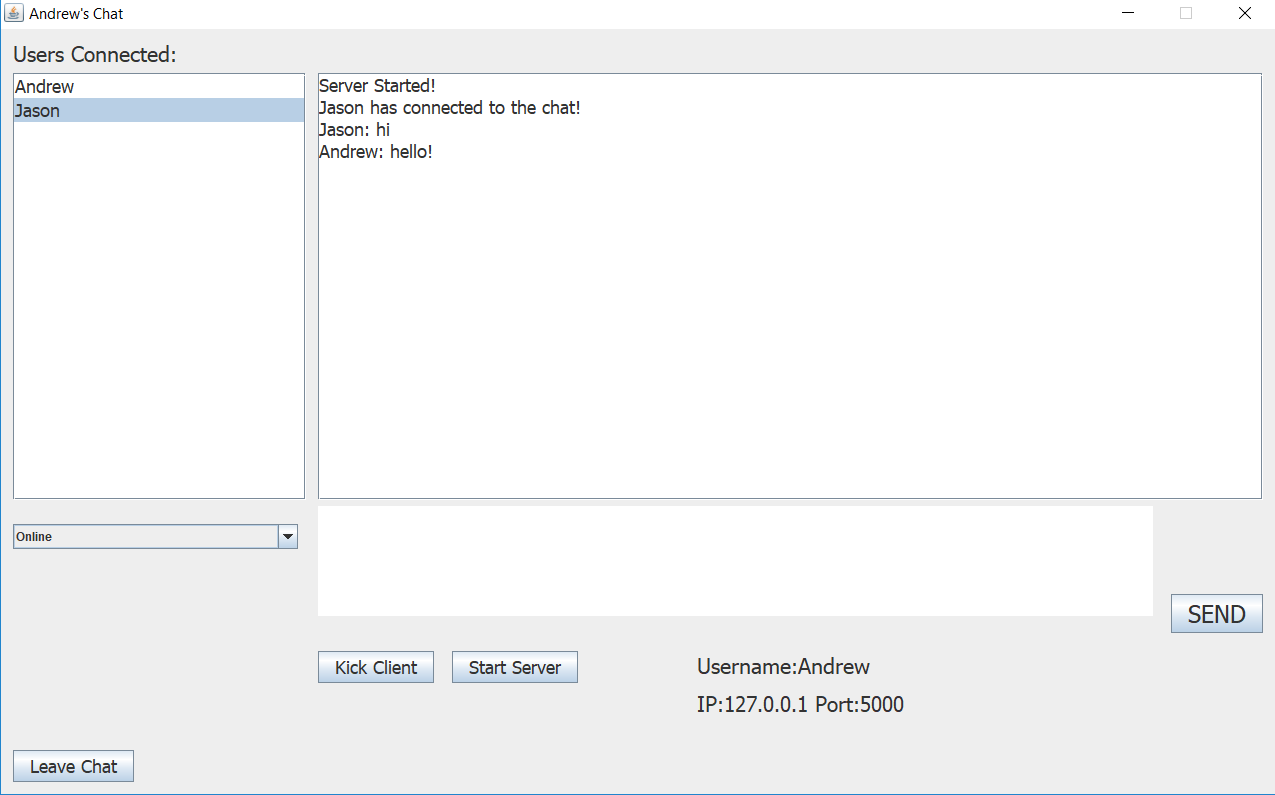 Andrew's Chat
Users Connected:
Andrew
Jason
Server Started!
Jason has connected to the chat!
Jason: hi
Andrew: hello!
Online
SEND
Kick Client
Start Server
Username:Andrew
IP:127.0.0.1 Port:5000
Leave Chat